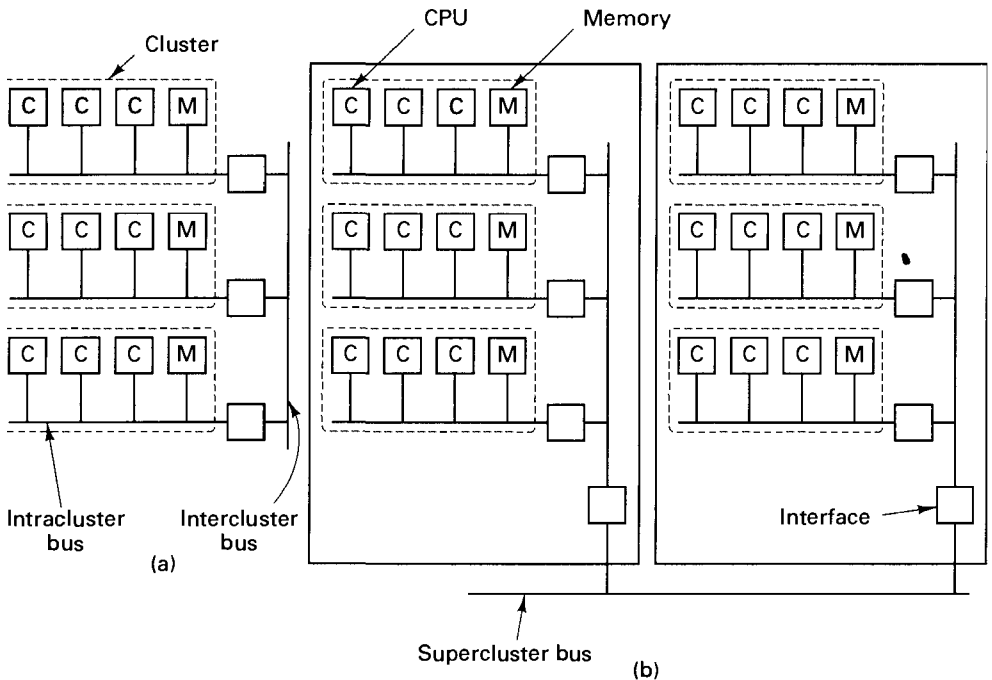 CPU
Memory
Cluster
C C C M C C C M C C C M
C C C M C C C M C C C M
C C C M C C C M C C C M
Intracluster
bus
Intercluster
bus
Interface
(a)
Supercluster bus
(b)